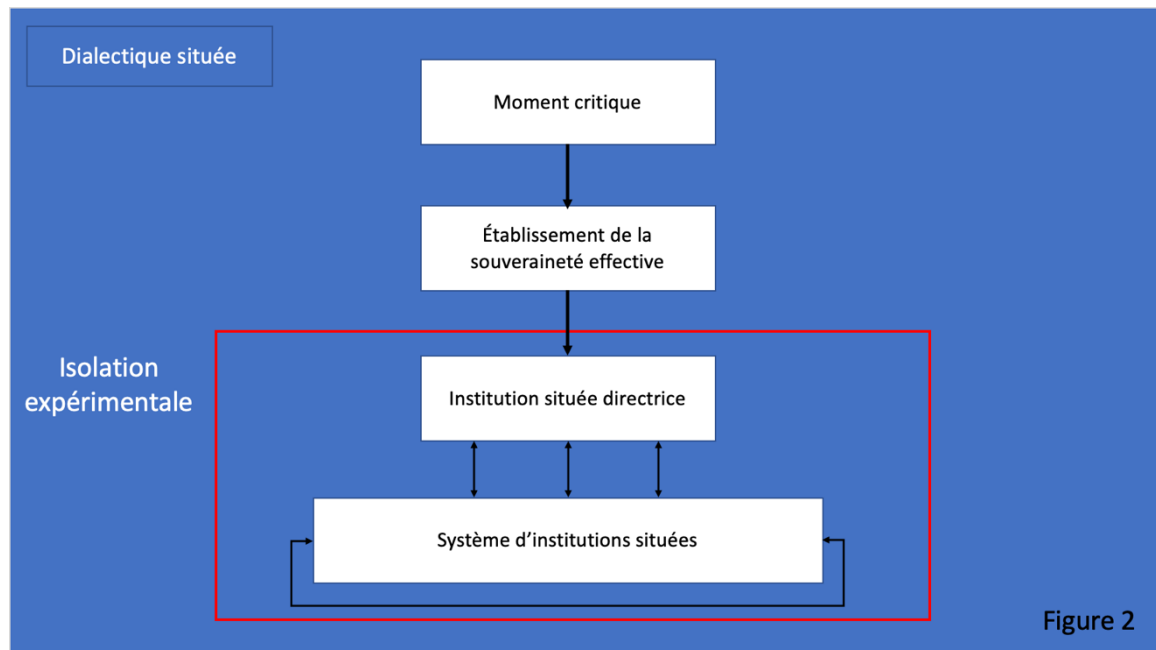 Dialectique située
Moment critique
Établissement de la
souveraineté effective
Isolation
expérimentale
Institution située directrice
Système d’institutions situées
Figure 2